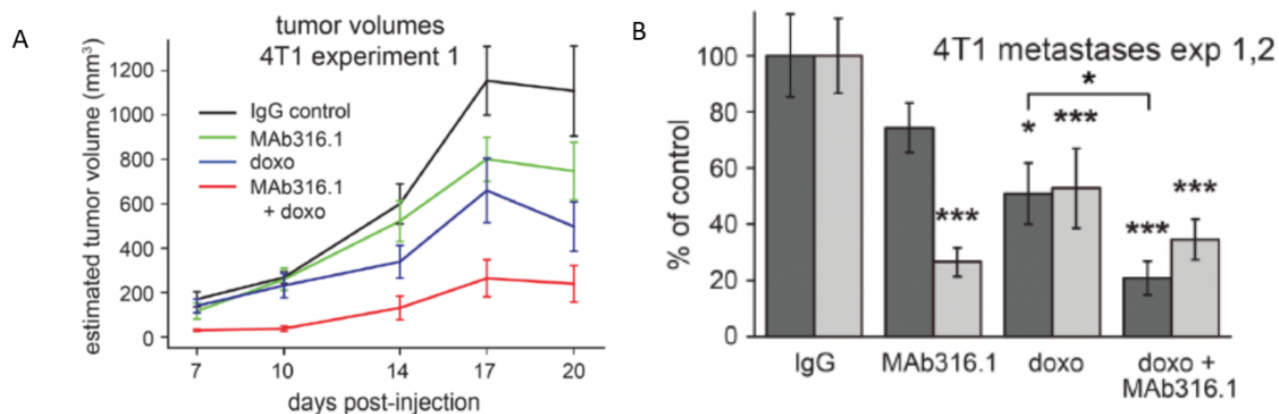 A
tumor volumes
4T1 experiment 1
estimated tumor volume (mm³)
1200
1000
800
600
400
200
0
IgG control
MAb316.1
doxo
MAb316.1
+ doxo
7 10 14 17 20
days post-injection
B
4T1 metastases exp 1,2
% of control
100
80
60
40
20
0
*
* ***
***
*** ***
IgG MAb316.1 doxo doxo +
MAb316.1